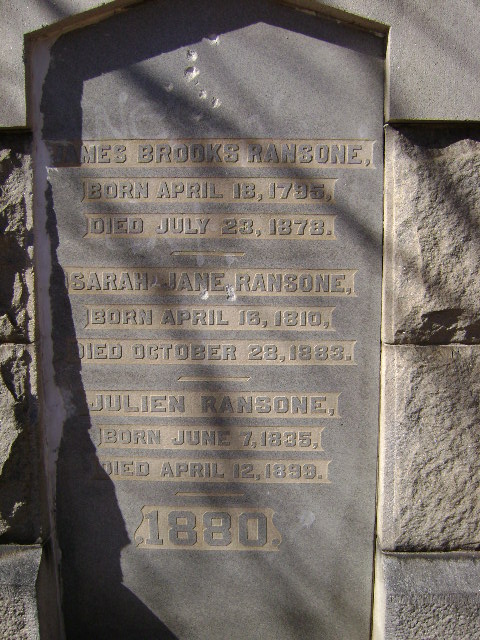 JAMES BROOKS RANSONE,
BORN APRIL 18, 1795,
DIED JULY 23, 1878.
SARAH JANE RANSONE,
BORN APRIL 16, 1810,
DIED OCTOBER 28, 1883.
JULIEN RANSONE,
BORN JUNE 7, 1835,
DIED APRIL 12, 1899.
1880